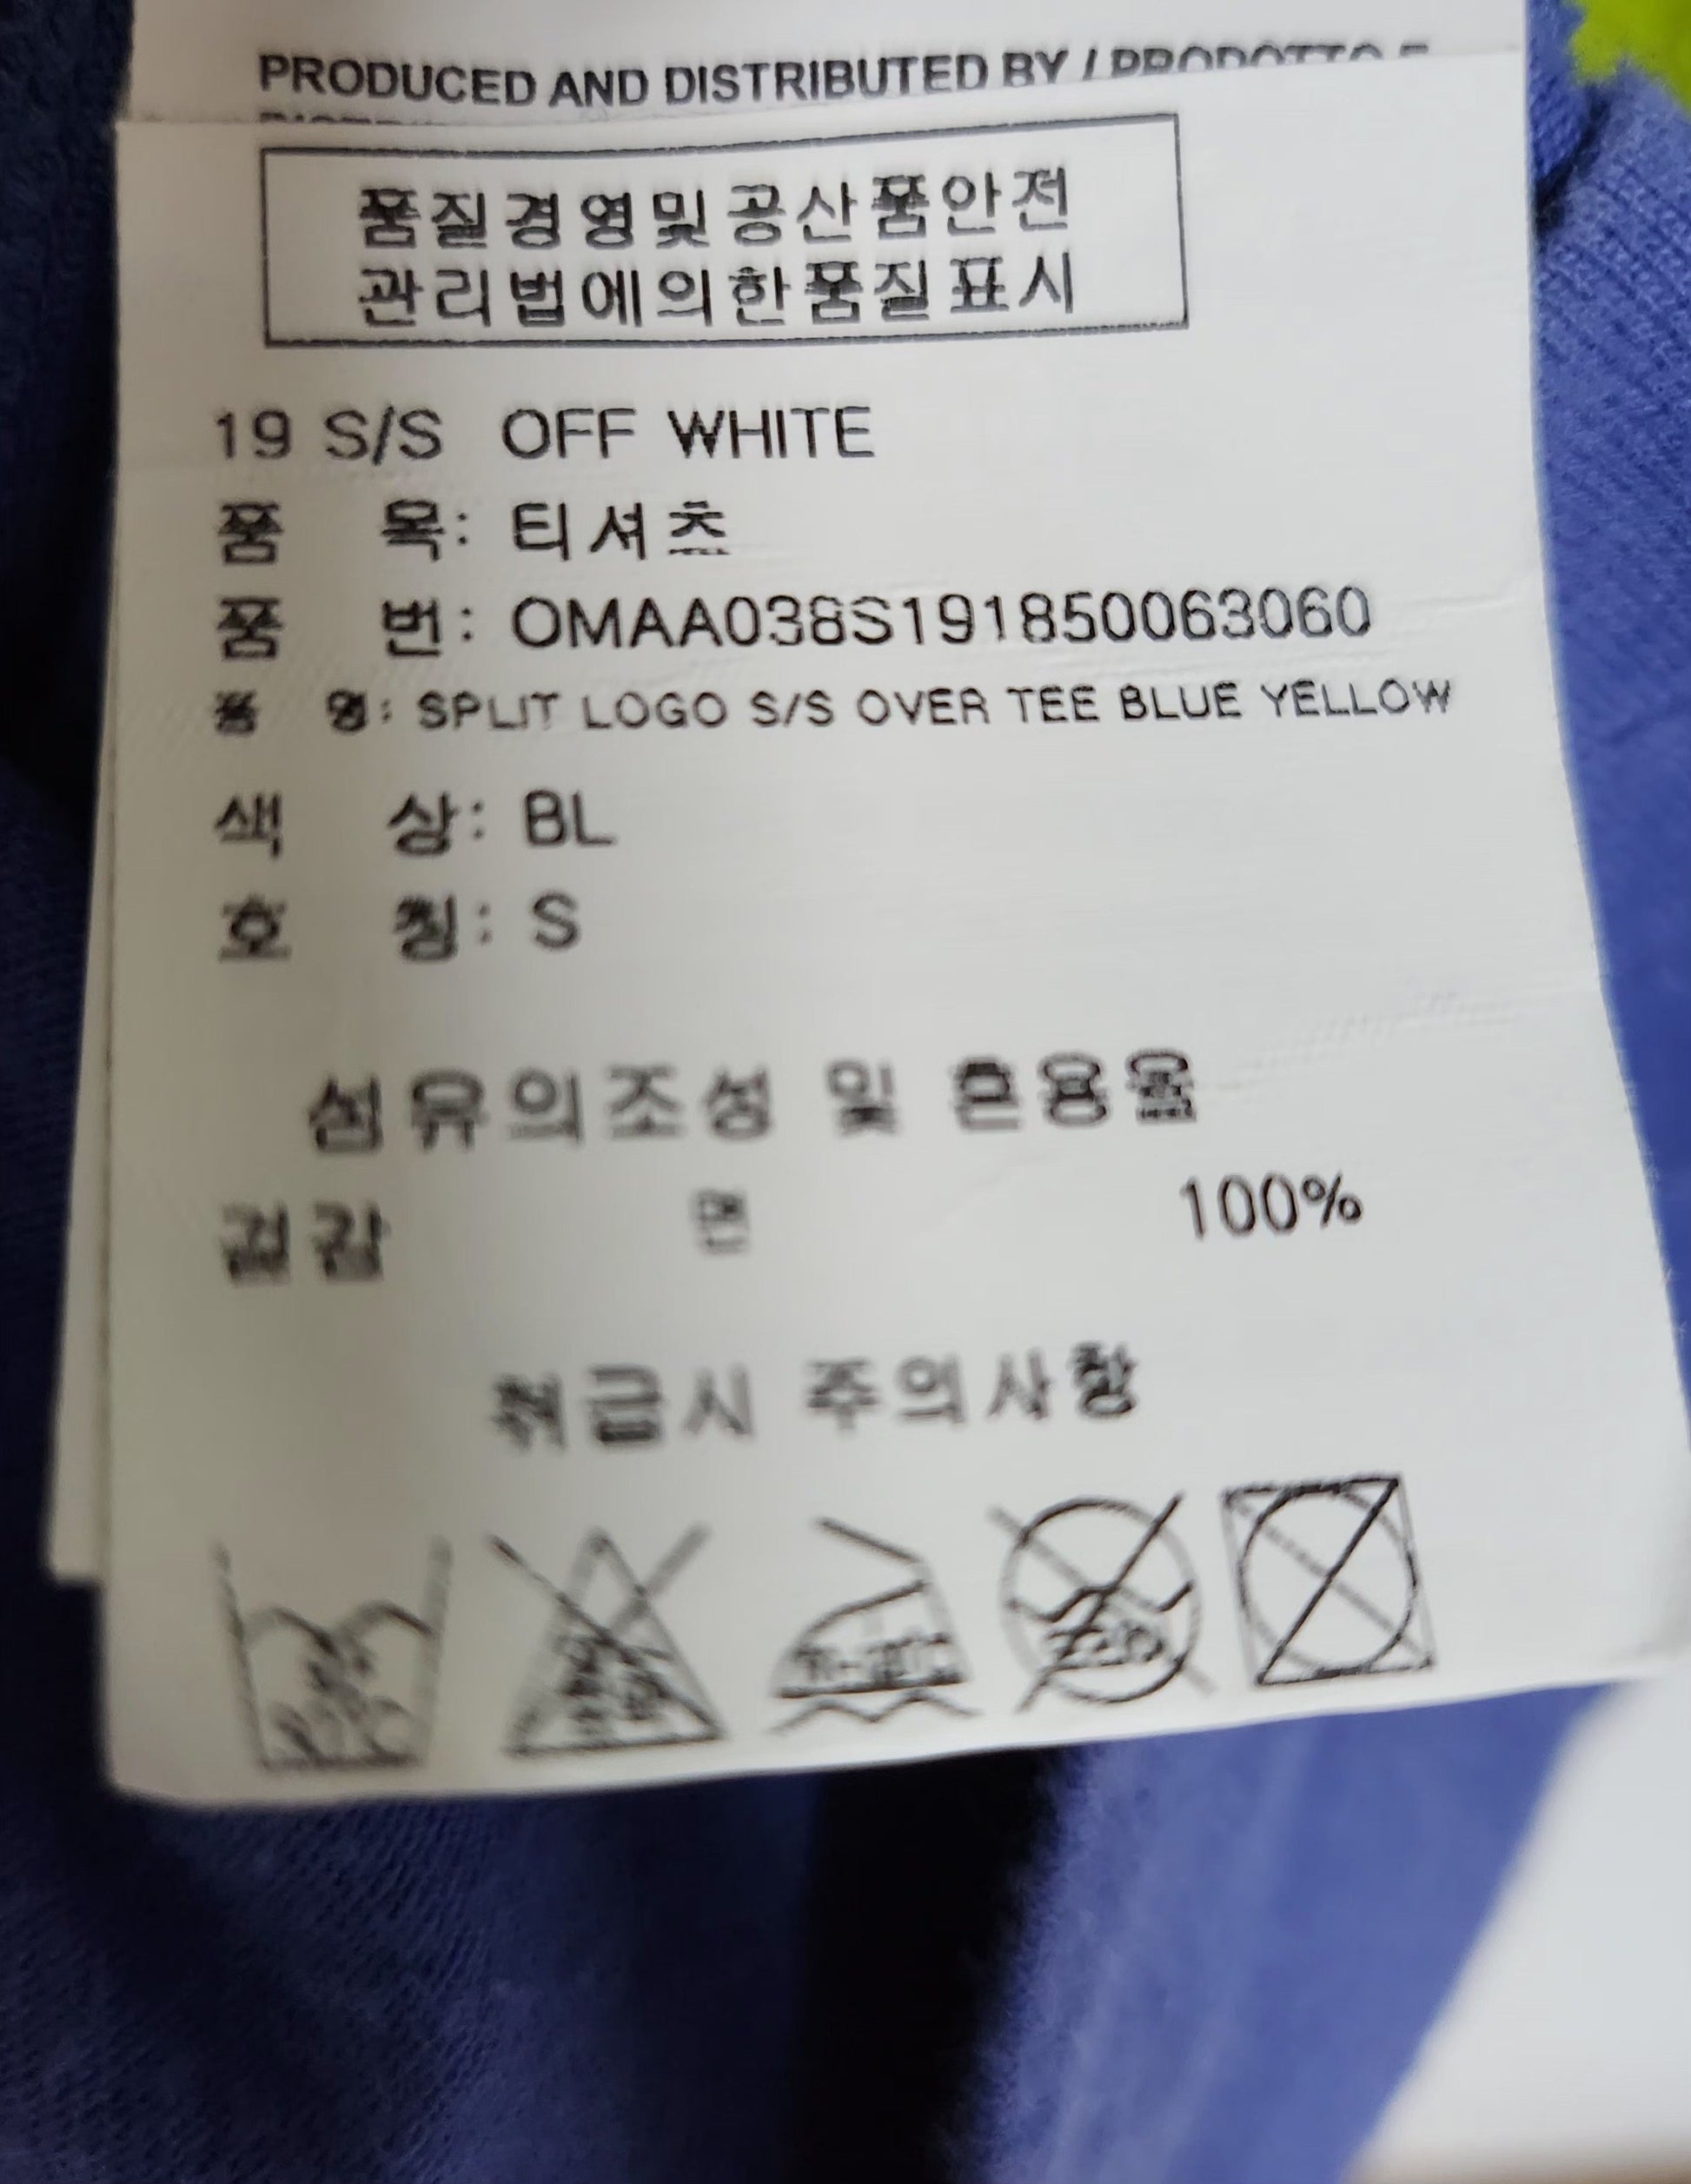 PRODUCED AND DISTRIBUTED BY / PRODOTTO E
품질경영및공산품안전
관리법에의한품질표시
19 S/S OFF WHITE
품 목: 티셔츠
품 번: OMAA038S191850063060
품 명: SPLIT LOGO S/S OVER TEE BLUE YELLOW
색 상: BL
호 칭: S
섬유의조성 및 혼용율
겉감 면 100%
취급시 주의사항